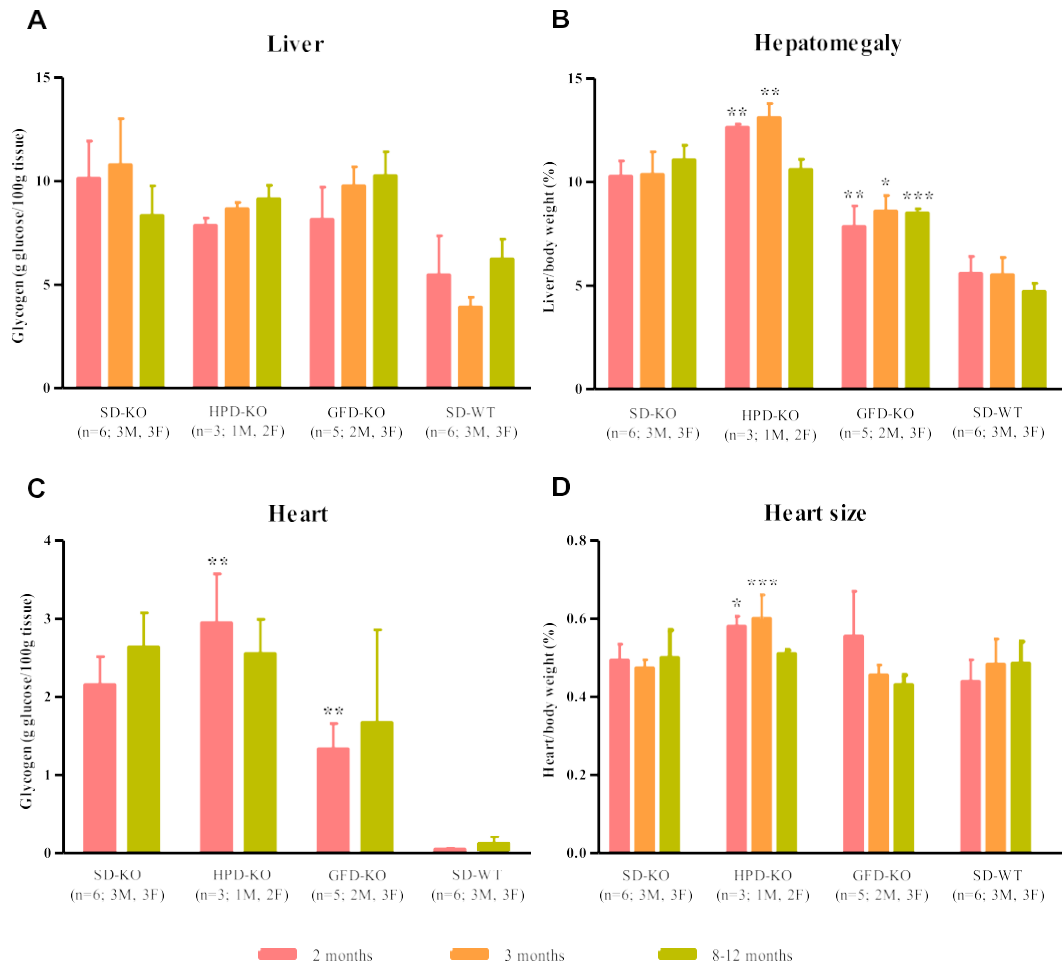 A
Liver
Glycogen (g glucose/100g tissue)
15
10
5
0
SD-KO
(n=6; 3M, 3F)
HPD-KO
(n=3; 1M, 2F)
GFD-KO
(n=5; 2M, 3F)
SD-WT
(n=6; 3M, 3F)
B
Hepatomegaly
Liver/body weight (%)
15
10
5
0
**
**
**
*
***
SD-KO
(n=6; 3M, 3F)
HPD-KO
(n=3; 1M, 2F)
GFD-KO
(n=5; 2M, 3F)
SD-WT
(n=6; 3M, 3F)
C
Heart
Glycogen (g glucose/100g tissue)
4
3
2
1
0
**
**
SD-KO
(n=6; 3M, 3F)
HPD-KO
(n=3; 1M, 2F)
GFD-KO
(n=5; 2M, 3F)
SD-WT
(n=6; 3M, 3F)
D
Heart size
Heart/body weight (%)
0.8
0.6
0.4
0.2
0.0
*
***
SD-KO
(n=6; 3M, 3F)
HPD-KO
(n=3; 1M, 2F)
GFD-KO
(n=5; 2M, 3F)
SD-WT
(n=6; 3M, 3F)
2 months
3 months
8-12 months